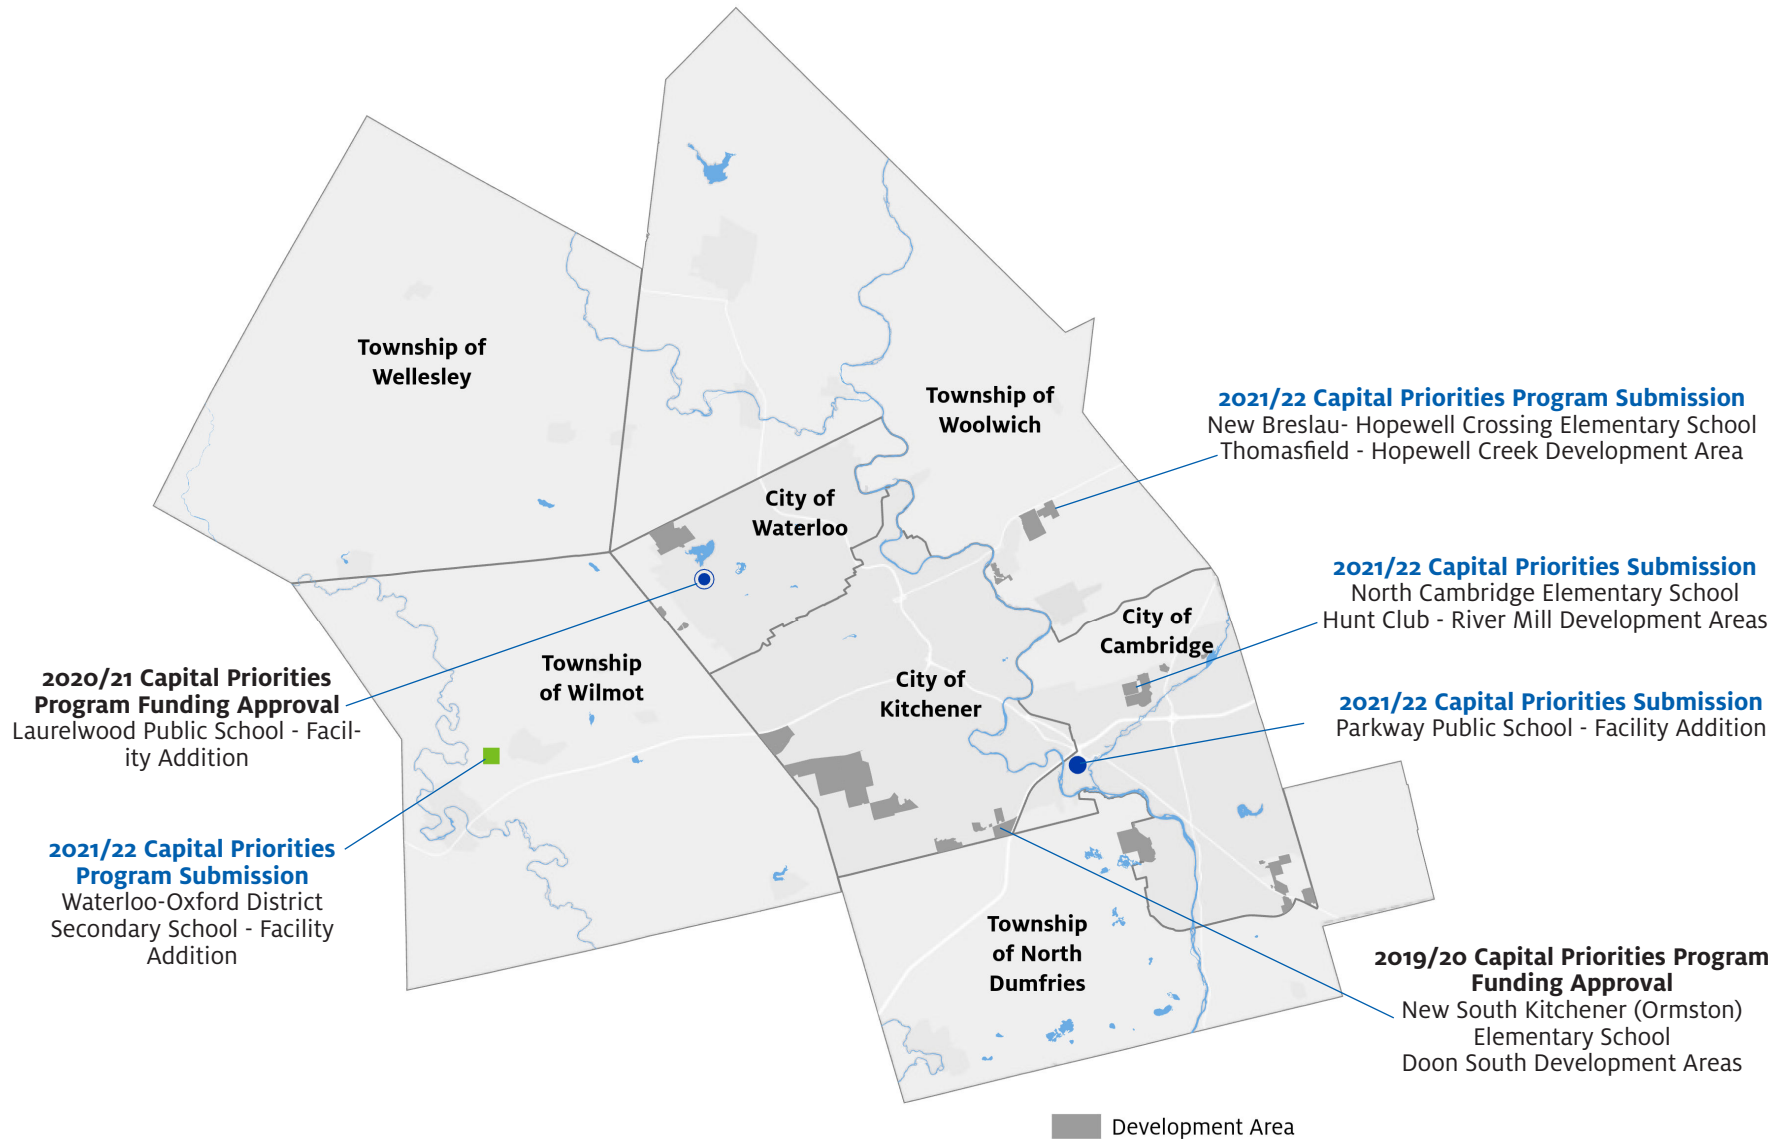 Township of
Wellesley
Township of
Woolwich
2021/22 Capital Priorities Program Submission
New Breslau- Hopewell Crossing Elementary School
Thomasfield - Hopewell Creek Development Area
City of
Waterloo
2021/22 Capital Priorities Submission
North Cambridge Elementary School
Hunt Club - River Mill Development Areas
City of
Cambridge
2020/21 Capital Priorities
Program Funding Approval
Laurelwood Public School - Facil-
ity Addition
Township
of Wilmot
City of
Kitchener
2021/22 Capital Priorities Submission
Parkway Public School - Facility Addition
2021/22 Capital Priorities
Program Submission
Waterloo-Oxford District
Secondary School - Facility
Addition
Township
of North
Dumfries
2019/20 Capital Priorities Program
Funding Approval
New South Kitchener (Ormston)
Elementary School
Doon South Development Areas
Development Area